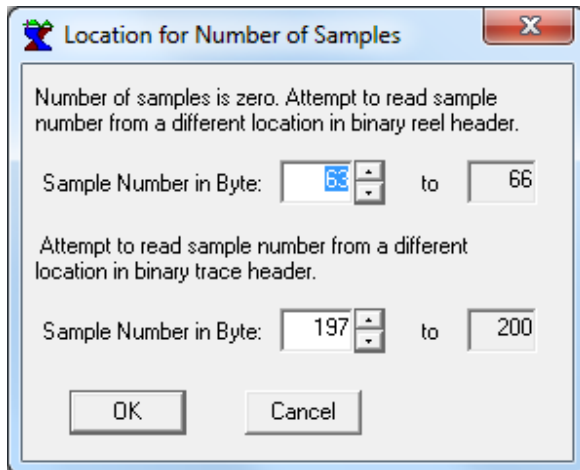 Location for Number of Samples
Number of samples is zero. Attempt to read sample
number from a different location in binary reel header.
Sample Number in Byte: 63 to 66
Attempt to read sample number from a different
location in binary trace header.
Sample Number in Byte: 197 to 200
OK Cancel